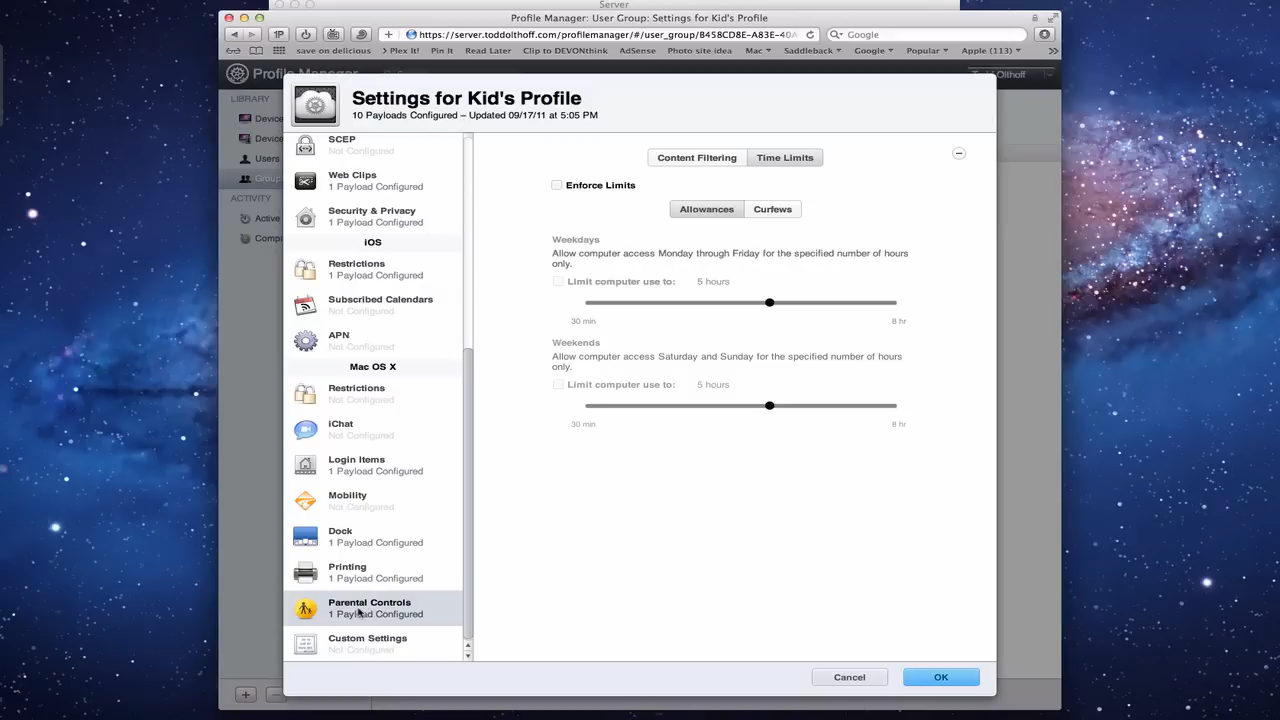 Server
Profile Manager: User Group: Settings for Kid's Profile
1P
https://server.toddolthoff.com/profilemanager/#/user_group/B458CD8E-A83E-40A
Google
save on delicious
> Plex It!
Pin It
Read Later
Clip to DEVONthink
AdSense
Photo site idea
Mac
Saddleback
Google
Popular
Apple (113)
Profile Manager
Olthoff
LIBRARY
Device
Device
Users
Group
ACTIVITY
Active
Compl
Settings for Kid's Profile
10 Payloads Configured – Updated 09/17/11 at 5:05 PM
SCEP
Not Configured
Web Clips
1 Payload Configured
Security & Privacy
1 Payload Configured
iOS
Restrictions
1 Payload Configured
Subscribed Calendars
Not Configured
APN
Not Configured
Mac OS X
Restrictions
Not Configured
iChat
Not Configured
Login Items
1 Payload Configured
Mobility
Not Configured
Dock
1 Payload Configured
Printing
1 Payload Configured
Parental Controls
1 Payload Configured
Custom Settings
Not Configured
Content Filtering
Time Limits
Enforce Limits
Allowances
Curfews
Weekdays
Allow computer access Monday through Friday for the specified number of hours
only.
Limit computer use to: 5 hours
30 min 8 hr
Weekends
Allow computer access Saturday and Sunday for the specified number of hours
only.
Limit computer use to: 5 hours
30 min 8 hr
Cancel
OK